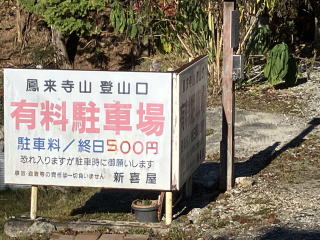 鳳来寺山 登山口
有料駐車場
駐車料／終日500円
恐れ入りますが駐車時に御願いします
新喜屋